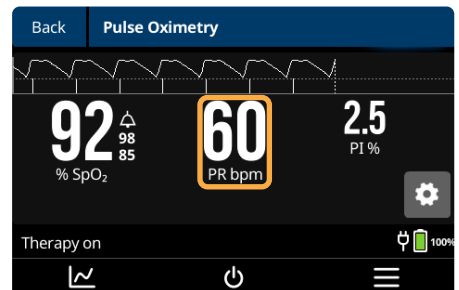 Back Pulse Oximetry
92 98 85 60 2.5
% SpO₂ PR bpm PI %
Therapy on 100%